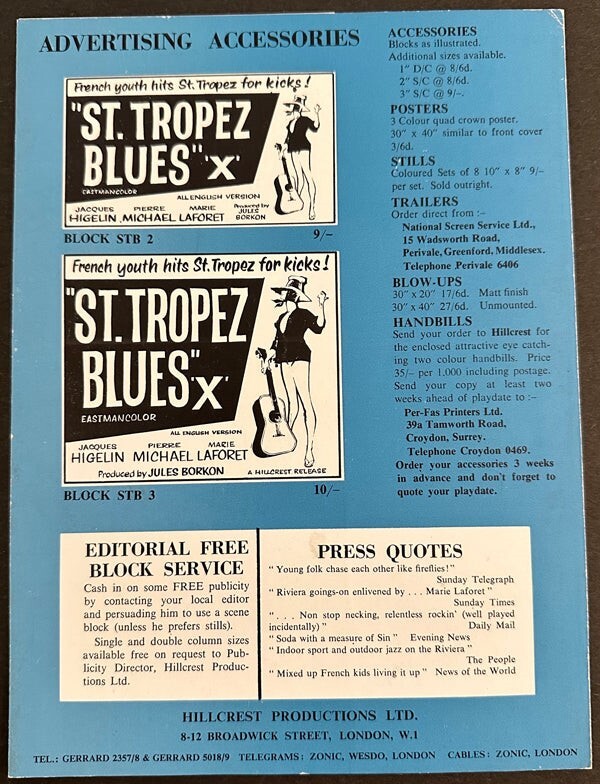 ADVERTISING ACCESSORIES
French youth hits St. Tropez for kicks!
"ST. TROPEZ
BLUES" 'X'
EASTMANCOLOR
ALL ENGLISH VERSION
JACQUES PIERRE MARIE Produced by
HIGELIN, MICHAEL LAFORET JULES
BORKON
BLOCK STB 2 9/–
French youth hits St. Tropez for kicks!
"ST. TROPEZ
BLUES" 'X'
EASTMANCOLOR
ALL ENGLISH VERSION
JACQUES PIERRE MARIE
HIGELIN MICHAEL LAFORET
Produced by JULES BORKON A HILLCREST RELEASE
BLOCK STB 3 10/–
ACCESSORIES
Blocks as illustrated.
Additional sizes available.
1" D/C @ 8/6d.
2" S/C @ 8/6d.
3" S/C @ 9/–.
POSTERS
3 Colour quad crown poster.
30" x 40" similar to front cover
3/6d.
STILLS
Coloured Sets of 8 10" x 8" 9/–
per set. Sold outright.
TRAILERS
Order direct from :–
National Screen Service Ltd.,
15 Wadsworth Road,
Perivale, Greenford, Middlesex.
Telephone Perivale 6406
BLOW-UPS
30" x 20" 17/6d. Matt finish
30" x 40" 27/6d. Unmounted.
HANDBILLS
Send your order to Hillcrest for
the enclosed attractive eye catch-
ing two colour handbills. Price
35/– per 1,000 including postage.
Send your copy at least two
weeks ahead of playdate to :–
Per-Fas Printers Ltd.
39a Tamworth Road,
Croydon, Surrey.
Telephone Croydon 0469.
Order your accessories 3 weeks
in advance and don't forget to
quote your playdate.
EDITORIAL FREE
BLOCK SERVICE
Cash in on some FREE publicity
by contacting your local editor
and persuading him to use a scene
block (unless he prefers stills).
Single and double column sizes
available free on request to Pub-
licity Director, Hillcrest Produc-
tions Ltd.
PRESS QUOTES
" Young folk chase each other like fireflies!"
Sunday Telegraph
" Riviera goings-on enlivened by . . . Marie Laforet "
Sunday Times
" . . . Non stop necking, relentless rockin' (well played
incidentally) " Daily Mail
" Soda with a measure of Sin " Evening News
" Indoor sport and outdoor jazz on the Riviera "
The People
" Mixed up French kids living it up " News of the World
HILLCREST PRODUCTIONS LTD.
8-12 BROADWICK STREET, LONDON, W.1
TEL.: GERRARD 2357/8 & GERRARD 5018/9 TELEGRAMS: ZONIC, WESDO, LONDON CABLES: ZONIC, LONDON